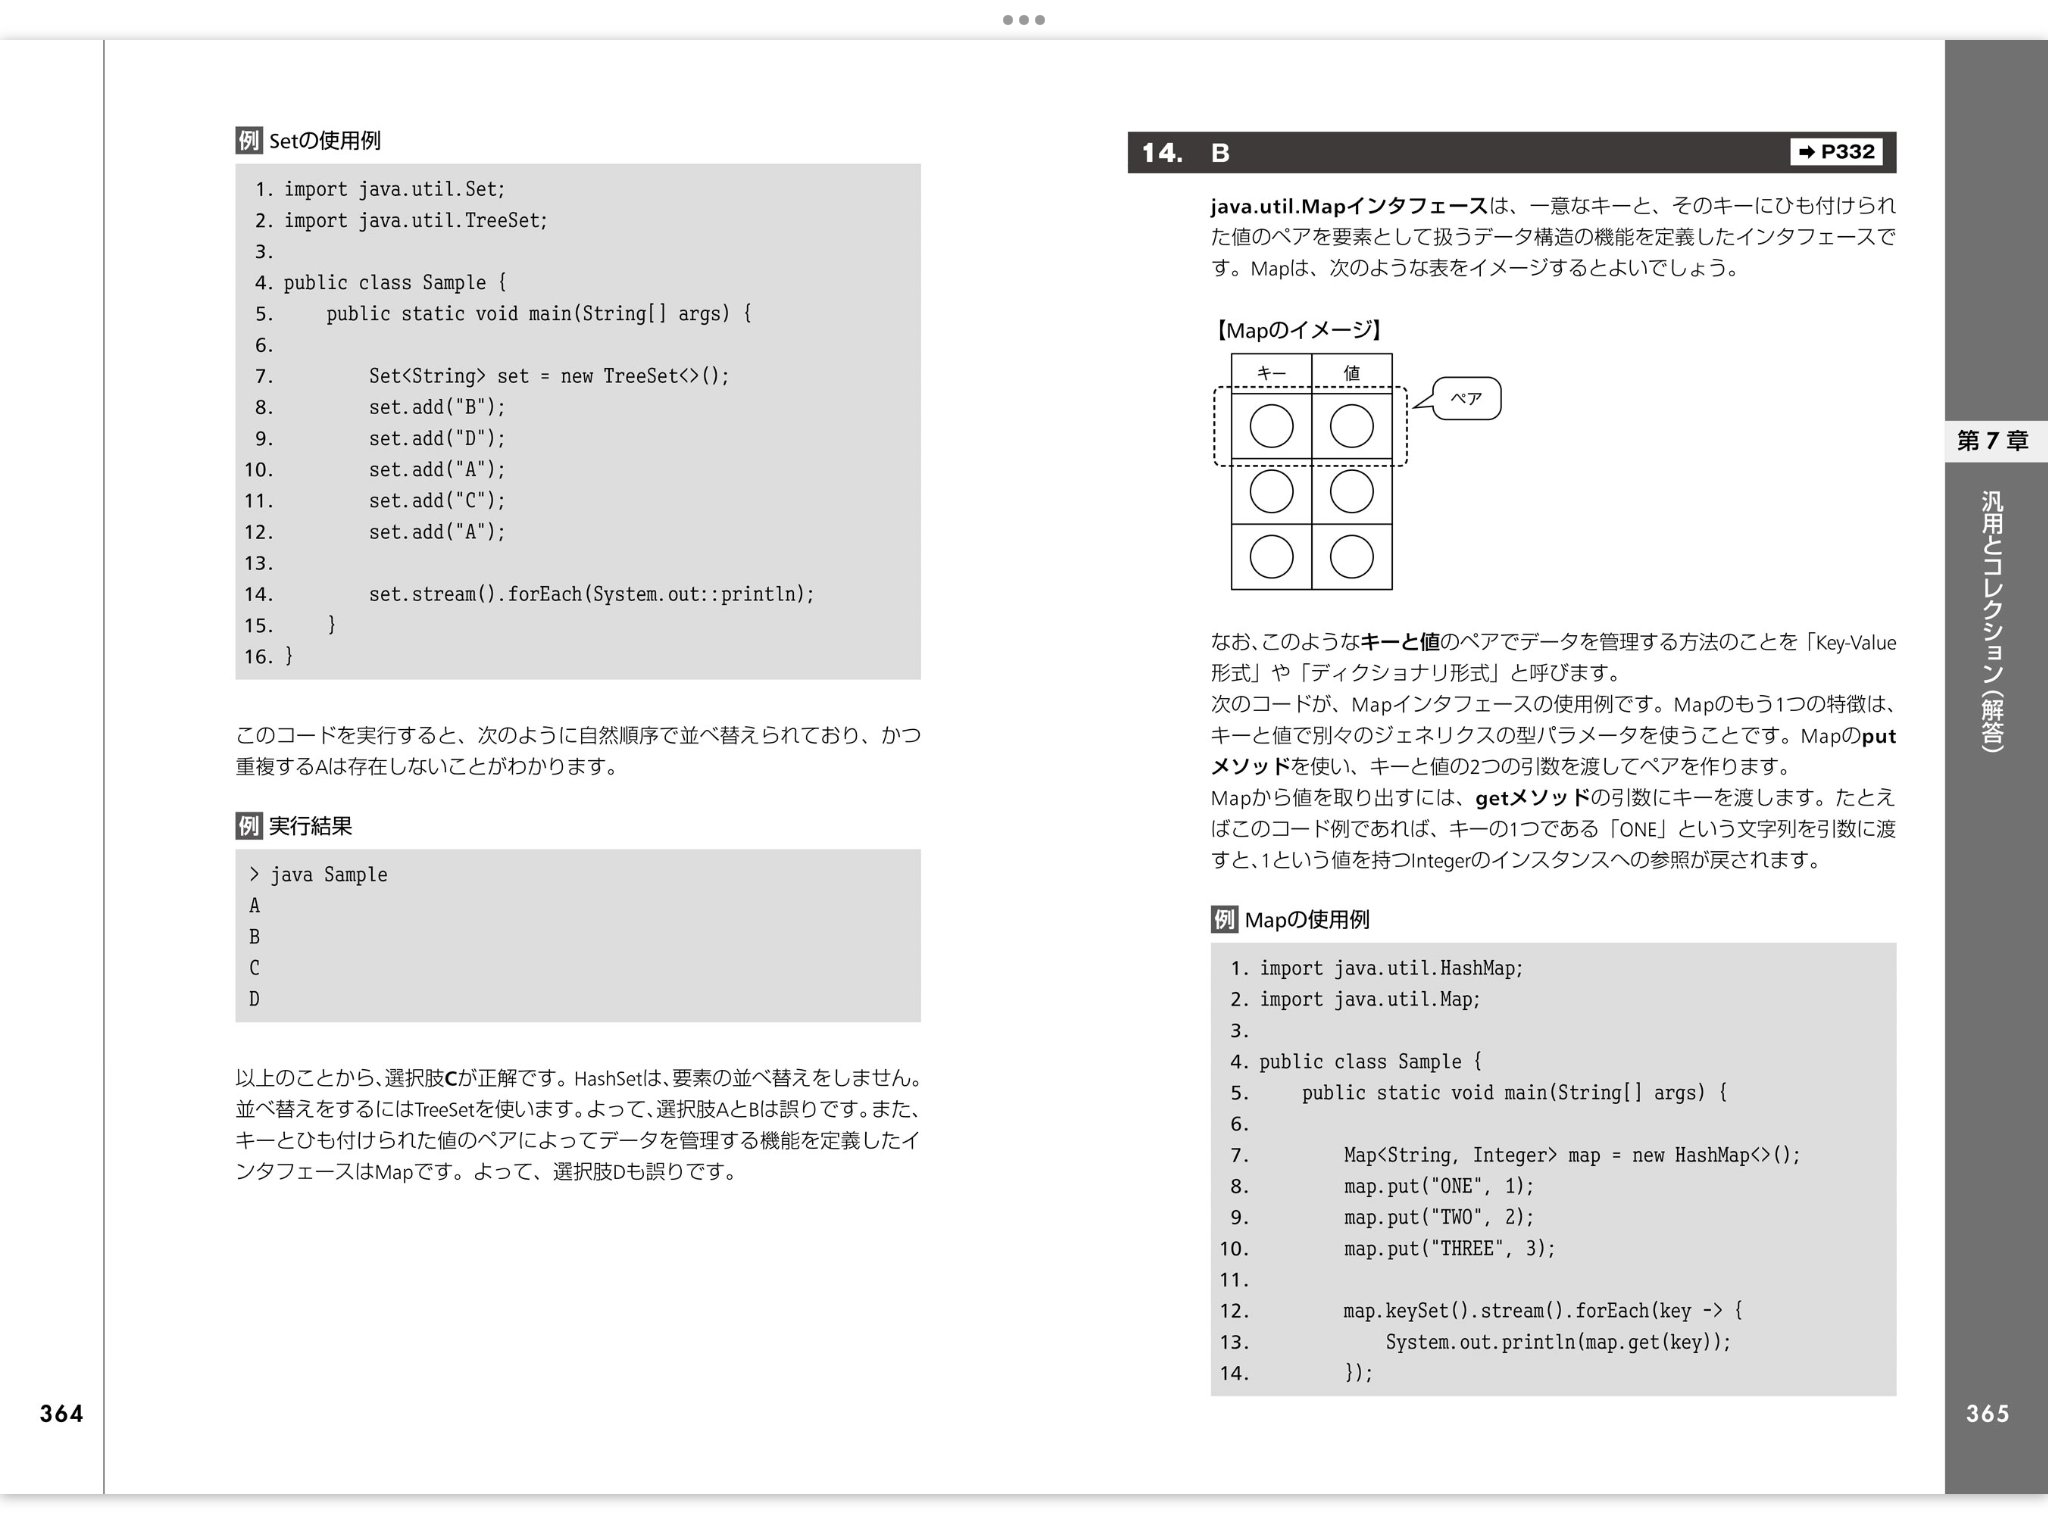 例 Setの使用例
1. import java.util.Set;
2. import java.util.TreeSet;
3.
4. public class Sample {
5.     public static void main(String[] args) {
6.
7.         Set<String> set = new TreeSet<>();
8.         set.add("B");
9.         set.add("D");
10.         set.add("A");
11.         set.add("C");
12.         set.add("A");
13.
14.         set.stream().forEach(System.out::println);
15.     }
16. }
このコードを実行すると、次のように自然順序で並べ替えられており、かつ
重複するAは存在しないことがわかります。
例 実行結果
> java Sample
A
B
C
D
以上のことから、選択肢Cが正解です。HashSetは、要素の並べ替えをしません。
並べ替えをするにはTreeSetを使います。よって、選択肢AとBは誤りです。また、
キーとひも付けられた値のペアによってデータを管理する機能を定義したイ
ンタフェースはMapです。よって、選択肢Dも誤りです。
364
14. B ➡ P332
java.util.Mapインタフェースは、一意なキーと、そのキーにひも付けられ
た値のペアを要素として扱うデータ構造の機能を定義したインタフェースで
す。Mapは、次のような表をイメージするとよいでしょう。
【Mapのイメージ】
キー 値
ペア
なお、このようなキーと値のペアでデータを管理する方法のことを「Key-Value
形式」や「ディクショナリ形式」と呼びます。
次のコードが、Mapインタフェースの使用例です。Mapのもう1つの特徴は、
キーと値で別々のジェネリクスの型パラメータを使うことです。Mapのput
メソッドを使い、キーと値の2つの引数を渡してペアを作ります。
Mapから値を取り出すには、getメソッドの引数にキーを渡します。たとえ
ばこのコード例であれば、キーの1つである「ONE」という文字列を引数に渡
すと、1という値を持つIntegerのインスタンスへの参照が戻されます。
例 Mapの使用例
1. import java.util.HashMap;
2. import java.util.Map;
3.
4. public class Sample {
5.     public static void main(String[] args) {
6.
7.         Map<String, Integer> map = new HashMap<>();
8.         map.put("ONE", 1);
9.         map.put("TWO", 2);
10.         map.put("THREE", 3);
11.
12.         map.keySet().stream().forEach(key -> {
13.             System.out.println(map.get(key));
14.         });
第7章
汎用とコレクション（解答）
365